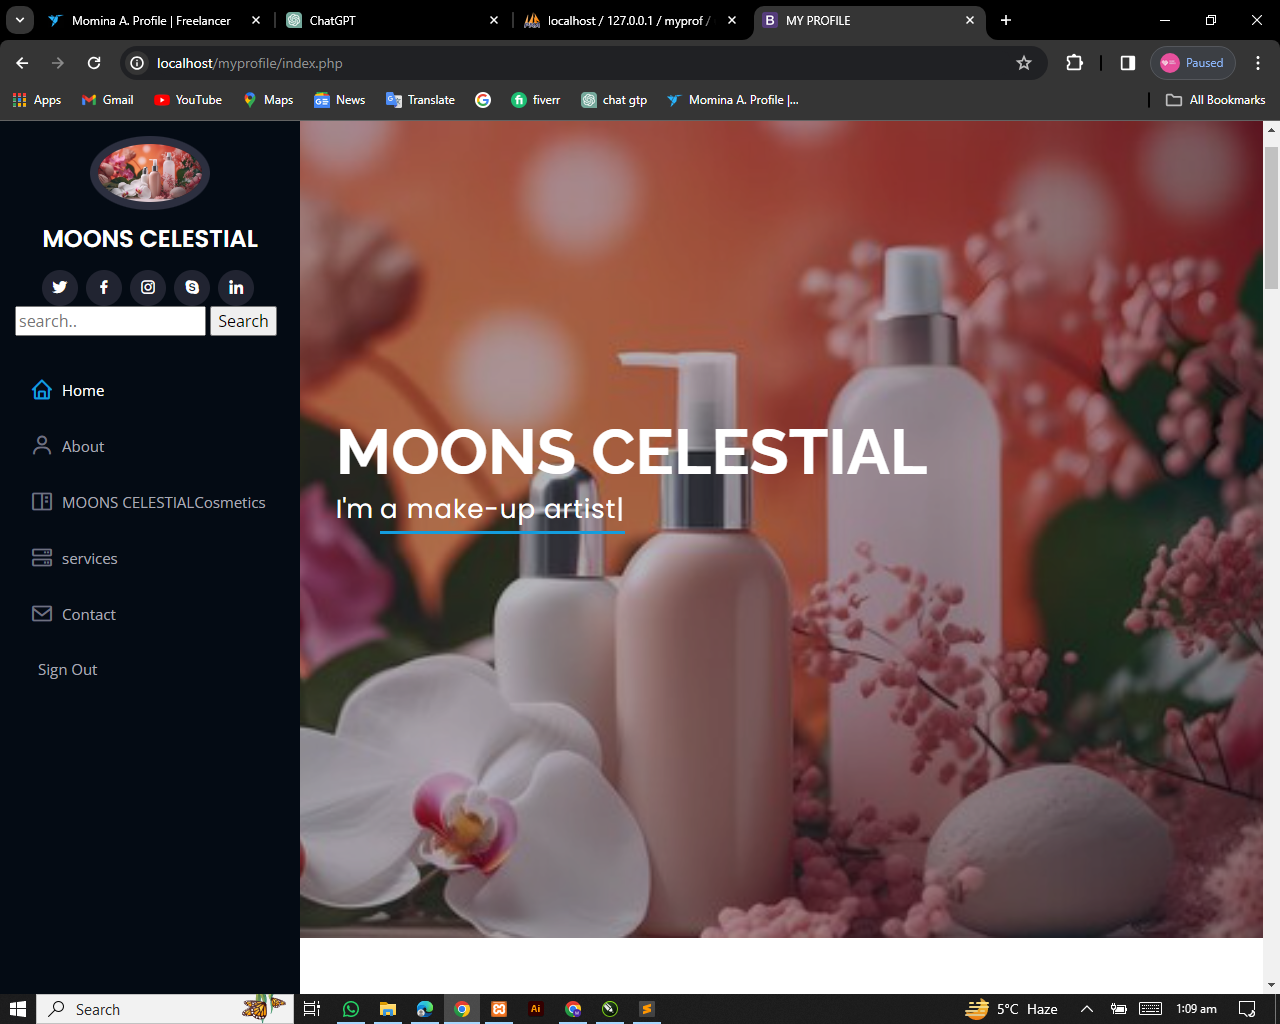 Momina A. Profile | Freelancer
ChatGPT
localhost / 127.0.0.1 / myprof /
MY PROFILE
localhost/myprofile/index.php
Paused
Apps
Gmail
YouTube
Maps
News
Translate
fiverr
chat gtp
Momina A. Profile |...
All Bookmarks
MOONS CELESTIAL
search..
Search
Home
About
MOONS CELESTIALCosmetics
services
Contact
Sign Out
MOONS CELESTIAL
I'm a make-up artist|
Search
5°C Haze
1:09 am